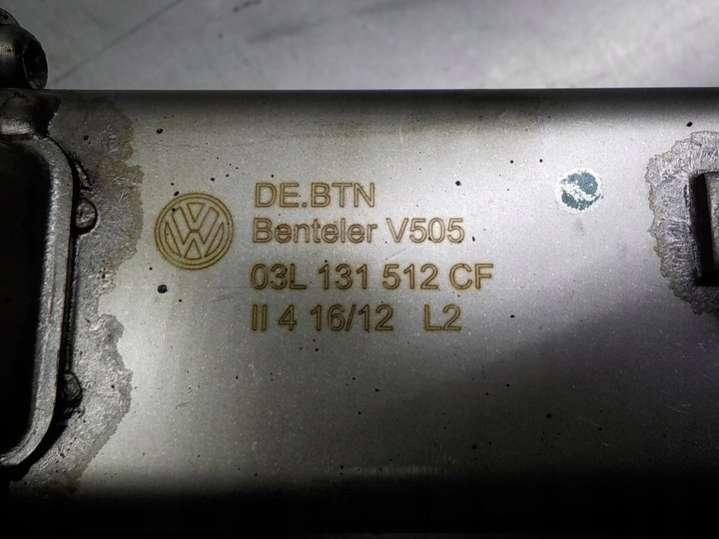 DE.BTN
Benteler V505
03L 131 512 CF
II 4 16/12 L2